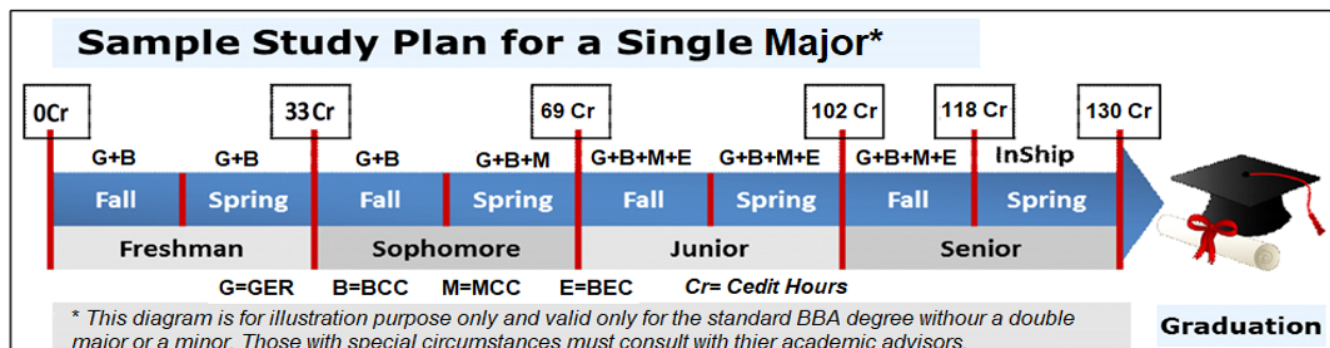 Sample Study Plan for a Single Major*
0Cr 33Cr 69 Cr 102 Cr 118 Cr 130 Cr
G+B G+B G+B G+B+M G+B+M+E G+B+M+E G+B+M+E InShip
Fall Spring Fall Spring Fall Spring Fall Spring
Freshman Sophomore Junior Senior
G=GER B=BCC M=MCC E=BEC Cr= Cedit Hours
* This diagram is for illustration purpose only and valid only for the standard BBA degree withour a double
major or a minor. Those with special circumstances must consult with thier academic advisors
Graduation